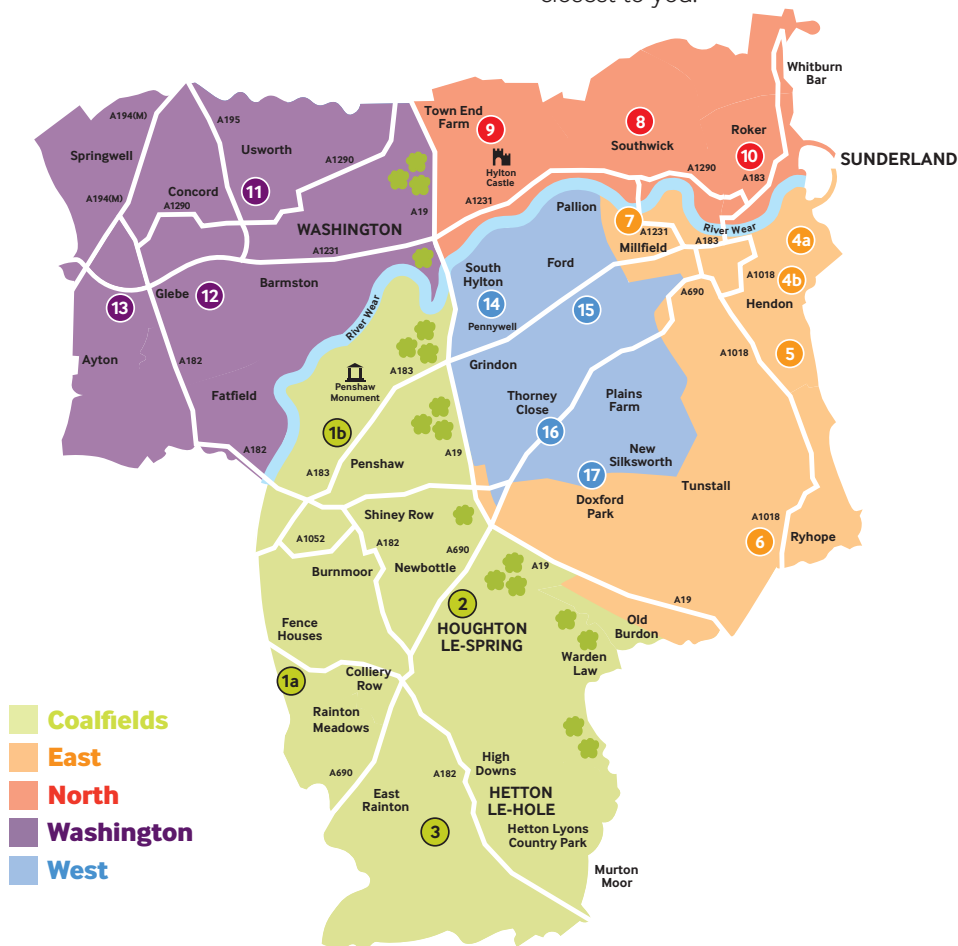 closest to you.
Whitburn
Bar
A194(M)
A195
Town End
Farm
9
8
Southwick
Roker
10
Springwell
Usworth
A1290
Hylton
Castle
A1290
A183
SUNDERLAND
A194(M)
Concord
A1290
11
A19
A1231
Pallion
7
A1231
Millfield
A183
River Wear
4a
WASHINGTON
A1231
South
Hylton
Ford
A1018
4b
Hendon
Glebe
12
Barmston
14
Pennywell
15
A690
13
River Wear
Ayton
A182
A183
Grindon
A1018
5
Penshaw
Monument
Fatfield
Thorney
Close
Plains
Farm
1b
16
A182
A183
Penshaw
A19
New
Silksworth
17
Doxford
Park
Tunstall
Shiney Row
A1018
6
Ryhope
A1052
A182
A690
Burnmoor
Newbottle
A19
2
A19
HOUGHTON
LE-SPRING
Old
Burdon
Fence
Houses
Warden
Law
1a
Colliery
Row
Rainton
Meadows
A690
A182
High
Downs
East
Rainton
HETTON
LE-HOLE
3
Hetton Lyons
Country Park
Murton
Moor
Coalfields
East
North
Washington
West